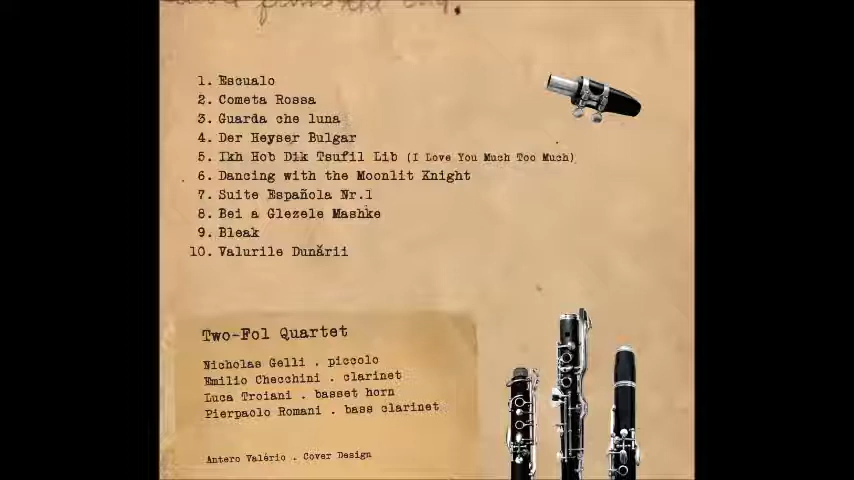 1. Escualo
2. Cometa Rossa
3. Guarda che luna
4. Der Heyser Bulgar
5. Ikh Hob Dik Tsufil Lib (I Love You Much Too Much)
6. Dancing with the Moonlit Knight
7. Suite Española Nr.1
8. Bei a Glezele Mashke
9. Bleak
10. Valurile Dunării
Two-Fol Quartet
Nicholas Gelli . piccolo
Emilio Checchini . clarinet
Luca Troiani . basset horn
Pierpaolo Romani . bass clarinet
Antero Valério . Cover Design